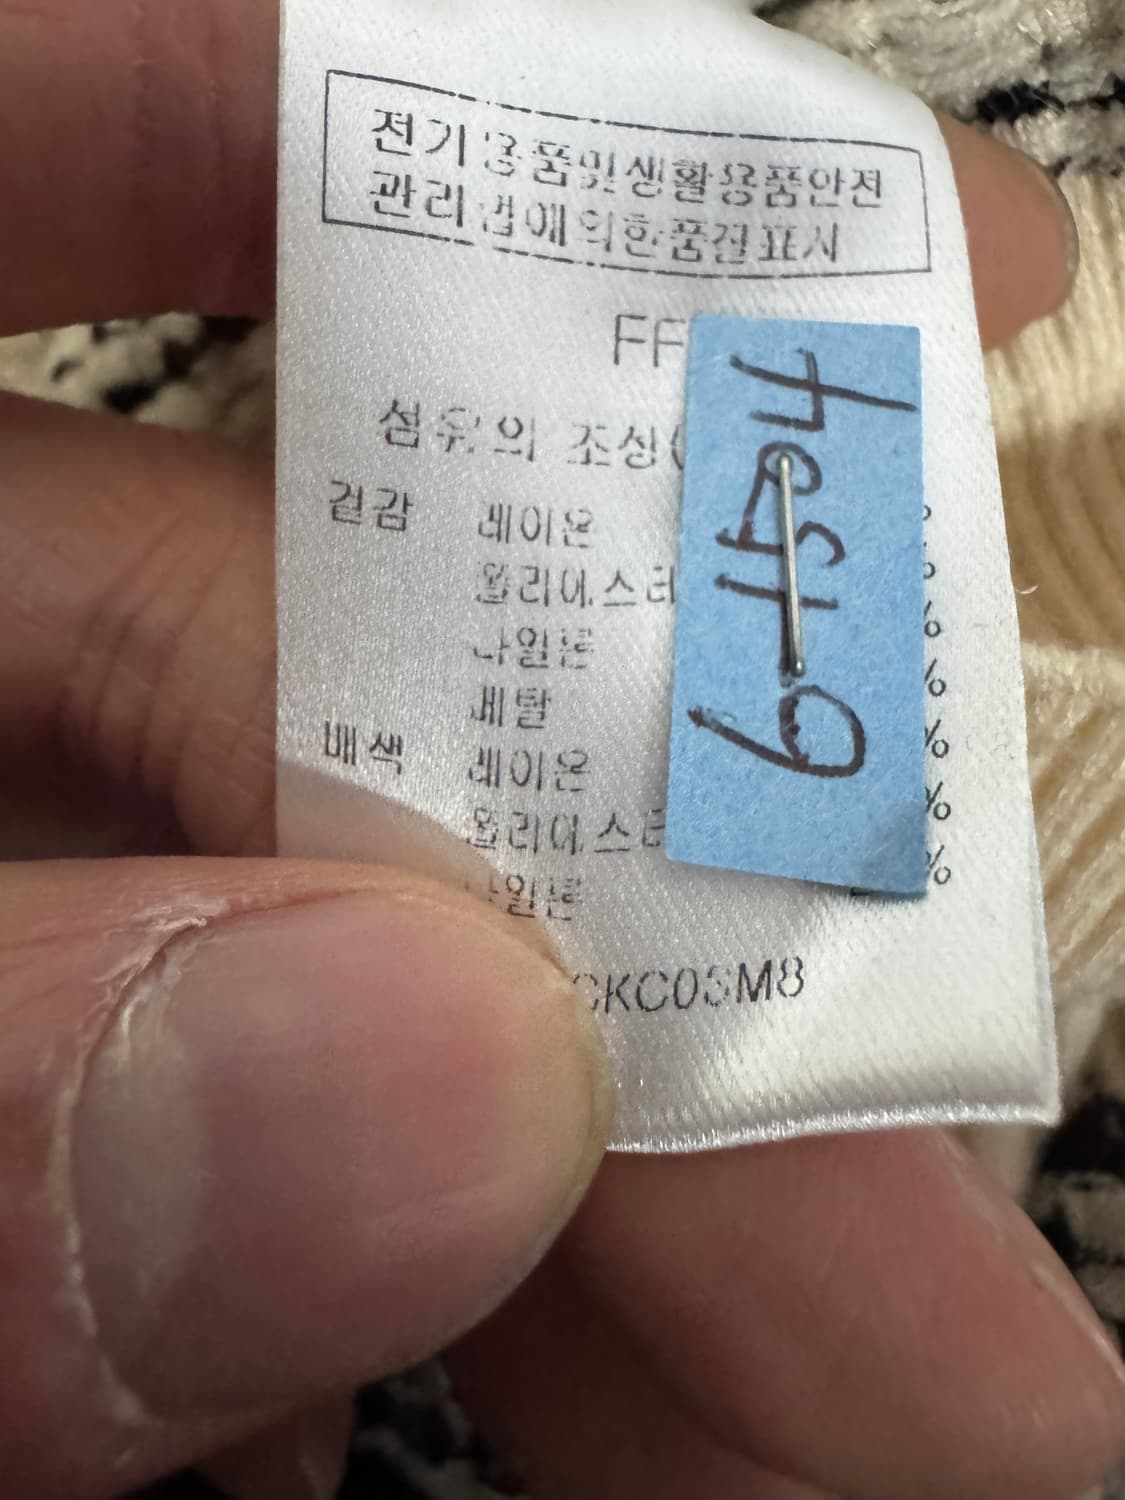 전기용품및생활용품안전
관리법에의한품질표시
FF
섬유의 조성
겉감 레이온
폴리에스터
나일론
메탈
배색 레이온
폴리에스터
나일론
CKC03M8